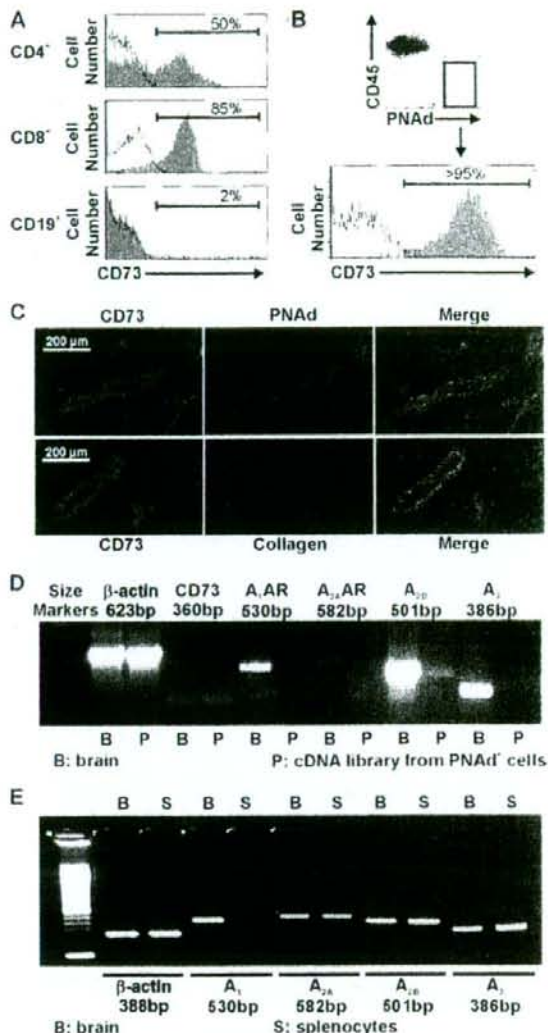 A
B
50%
CD4⁺
Cell Number
CD45
PNAd
85%
CD8⁺
Cell Number
>95%
2%
CD19⁺
Cell Number
Cell Number
CD73
CD73
C
CD73 PNAd Merge
200 µm
200 µm
CD73 Collagen Merge
D
Size Markers
β-actin 623bp
CD73 360bp
A₁AR 530bp
A₂ₐAR 582bp
A₂B 501bp
A₃ 386bp
B P B P B P B P B P B P
B: brain P: cDNA library from PNAd⁺ cells
E
B S B S B S B S B S
β-actin A₁ A₂A A₂B A₃
388bp 530bp 582bp 501bp 386bp
B: brain S: splenocytes